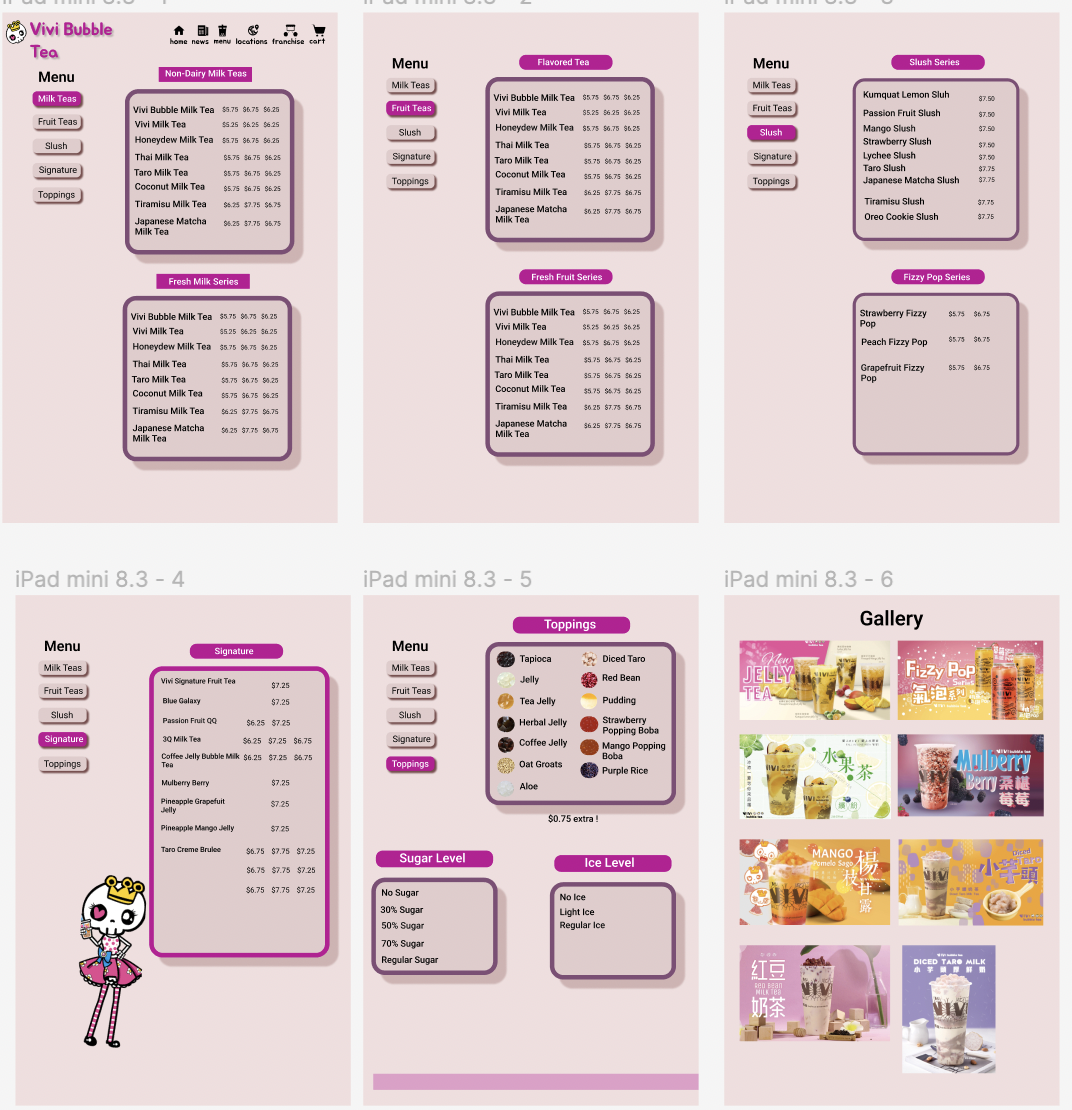 iPad mini 8.3 - 1
Vivi Bubble
Tea
home news menu locations franchise cart
Menu
Milk Teas
Fruit Teas
Slush
Signature
Toppings
Non-Dairy Milk Teas
Vivi Bubble Milk Tea $5.75 $6.75 $6.25
Vivi Milk Tea $5.25 $6.25 $6.25
Honeydew Milk Tea $5.75 $6.75 $6.25
Thai Milk Tea $5.75 $6.75 $6.25
Taro Milk Tea $5.75 $6.75 $6.25
Coconut Milk Tea $5.75 $6.75 $6.25
Tiramisu Milk Tea $6.25 $7.75 $6.75
Japanese Matcha $6.25 $7.75 $6.75
Milk Tea
Fresh Milk Series
Vivi Bubble Milk Tea $5.75 $6.75 $6.25
Vivi Milk Tea $5.25 $6.25 $6.25
Honeydew Milk Tea $5.75 $6.75 $6.25
Thai Milk Tea $5.75 $6.75 $6.25
Taro Milk Tea $5.75 $6.75 $6.25
Coconut Milk Tea $5.75 $6.75 $6.25
Tiramisu Milk Tea $6.25 $7.75 $6.75
Japanese Matcha $6.25 $7.75 $6.75
Milk Tea
iPad mini 8.3 - 2
Menu
Milk Teas
Fruit Teas
Slush
Signature
Toppings
Flavored Tea
Vivi Bubble Milk Tea $5.75 $6.75 $6.25
Vivi Milk Tea $5.25 $6.25 $6.25
Honeydew Milk Tea $5.75 $6.75 $6.25
Thai Milk Tea $5.75 $6.75 $6.25
Taro Milk Tea $5.75 $6.75 $6.25
Coconut Milk Tea $5.75 $6.75 $6.25
Tiramisu Milk Tea $6.25 $7.75 $6.75
Japanese Matcha $6.25 $7.75 $6.75
Milk Tea
Fresh Fruit Series
Vivi Bubble Milk Tea $5.75 $6.75 $6.25
Vivi Milk Tea $5.25 $6.25 $6.25
Honeydew Milk Tea $5.75 $6.75 $6.25
Thai Milk Tea $5.75 $6.75 $6.25
Taro Milk Tea $5.75 $6.75 $6.25
Coconut Milk Tea $5.75 $6.75 $6.25
Tiramisu Milk Tea $6.25 $7.75 $6.75
Japanese Matcha $6.25 $7.75 $6.75
Milk Tea
iPad mini 8.3 - 3
Menu
Milk Teas
Fruit Teas
Slush
Signature
Toppings
Slush Series
Kumquat Lemon Sluh $7.50
Passion Fruit Slush $7.50
Mango Slush $7.50
Strawberry Slush $7.50
Lychee Slush $7.50
Taro Slush $7.75
Japanese Matcha Slush $7.75
Tiramisu Slush $7.75
Oreo Cookie Slush $7.75
Fizzy Pop Series
Strawberry Fizzy $5.75 $6.75
Pop
Peach Fizzy Pop $5.75 $6.75
Grapefruit Fizzy $5.75 $6.75
Pop
iPad mini 8.3 - 4
Menu
Milk Teas
Fruit Teas
Slush
Signature
Toppings
Signature
Vivi Signature Fruit Tea $7.25
Blue Galaxy $7.25
Passion Fruit QQ $6.25 $7.25
3Q Milk Tea $6.25 $7.25 $6.75
Coffee Jelly Bubble Milk $6.25 $7.25 $6.75
Tea
Mulberry Berry $7.25
Pineapple Grapefuit $7.25
Jelly
Pineapple Mango Jelly $7.25
Taro Creme Brulee $6.75 $7.75 $7.25
$6.75 $7.75 $7.25
$6.75 $7.75 $7.25
iPad mini 8.3 - 5
Menu
Milk Teas
Fruit Teas
Slush
Signature
Toppings
Toppings
Tapioca
Jelly
Tea Jelly
Herbal Jelly
Coffee Jelly
Oat Groats
Aloe
Diced Taro
Red Bean
Pudding
Strawberry
Popping Boba
Mango Popping
Boba
Purple Rice
$0.75 extra !
Sugar Level
No Sugar
30% Sugar
50% Sugar
70% Sugar
Regular Sugar
Ice Level
No Ice
Light Ice
Regular Ice
iPad mini 8.3 - 6
Gallery
New
JELLY
TEA
Fizzy Pop
Series
氣泡系列
水果茶
繽紛
Mulberry
Berry 桑椹
莓莓
MANGO
Pomelo Sago
楊枝甘露
Diced
Taro
小芋頭
紅豆
RED BEAN
MILK TEA
奶茶
DICED TARO MILK
小芋頭厚鮮奶